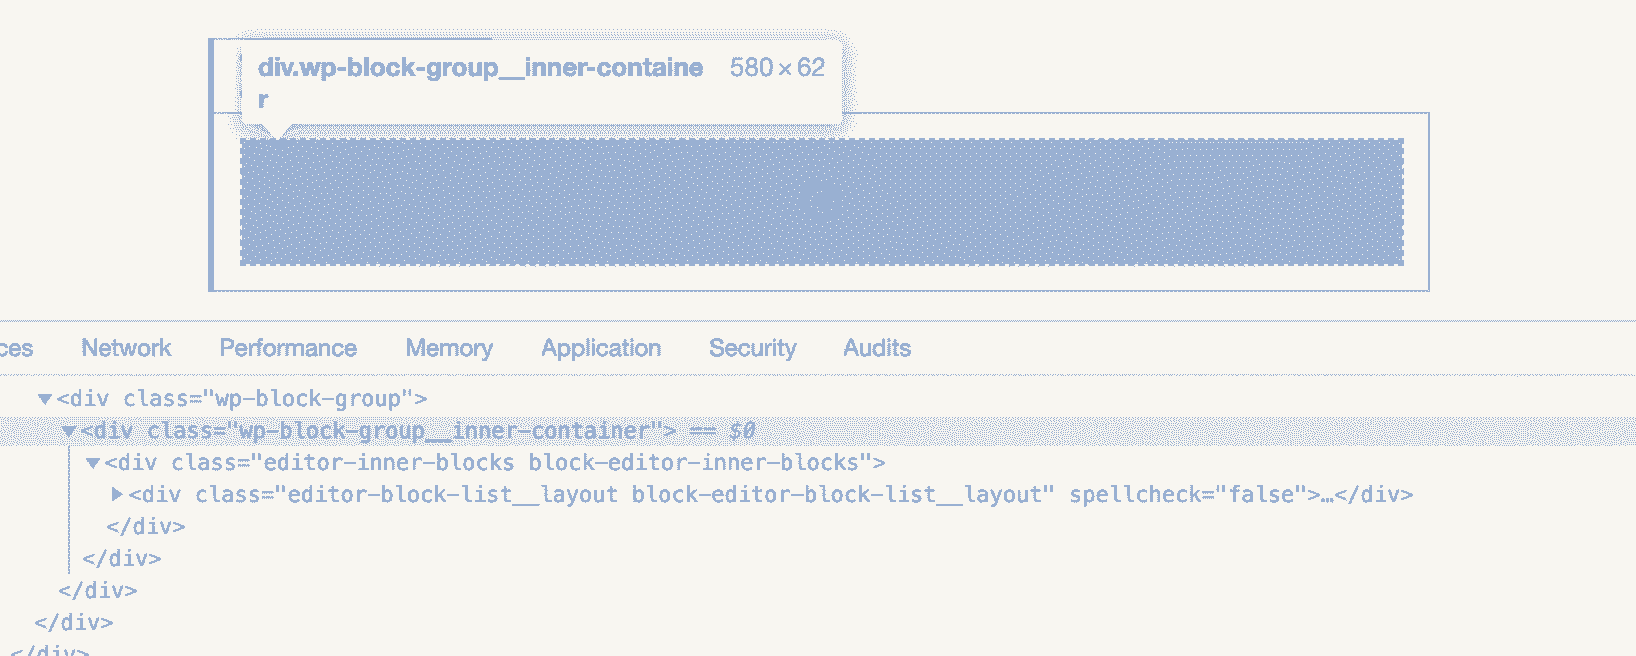 div.wp-block-group__inner-containe 580 × 62
r
ces Network Performance Memory Application Security Audits
▼<div class="wp-block-group">
▼<div class="wp-block-group__inner-container"> == $0
▼<div class="editor-inner-blocks block-editor-inner-blocks">
▶<div class="editor-block-list__layout block-editor-block-list__layout" spellcheck="false">…</div>
</div>
</div>
</div>
</div>
</div>